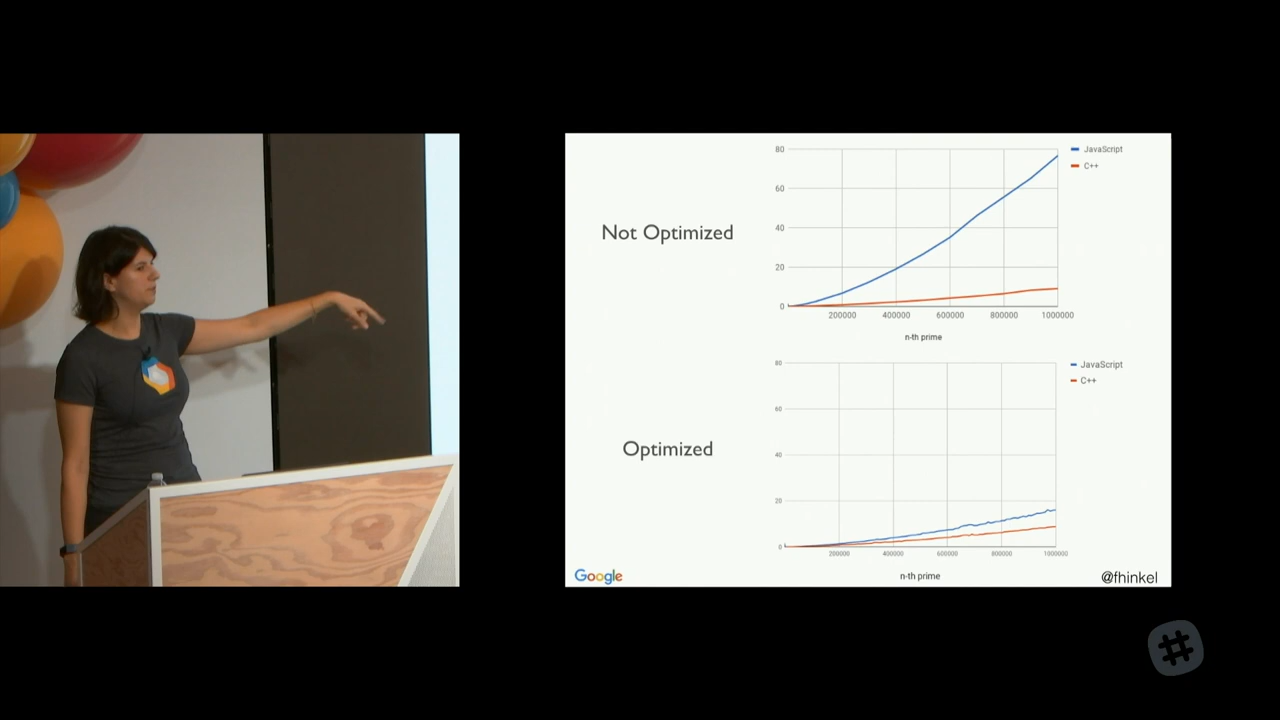 80
60
40
20
0
200000 400000 600000 800000 1000000
n-th prime
JavaScript
C++
Not Optimized
80
60
40
20
0
200000 400000 600000 800000 1000000
n-th prime
JavaScript
C++
Optimized
Google
@fhinkel